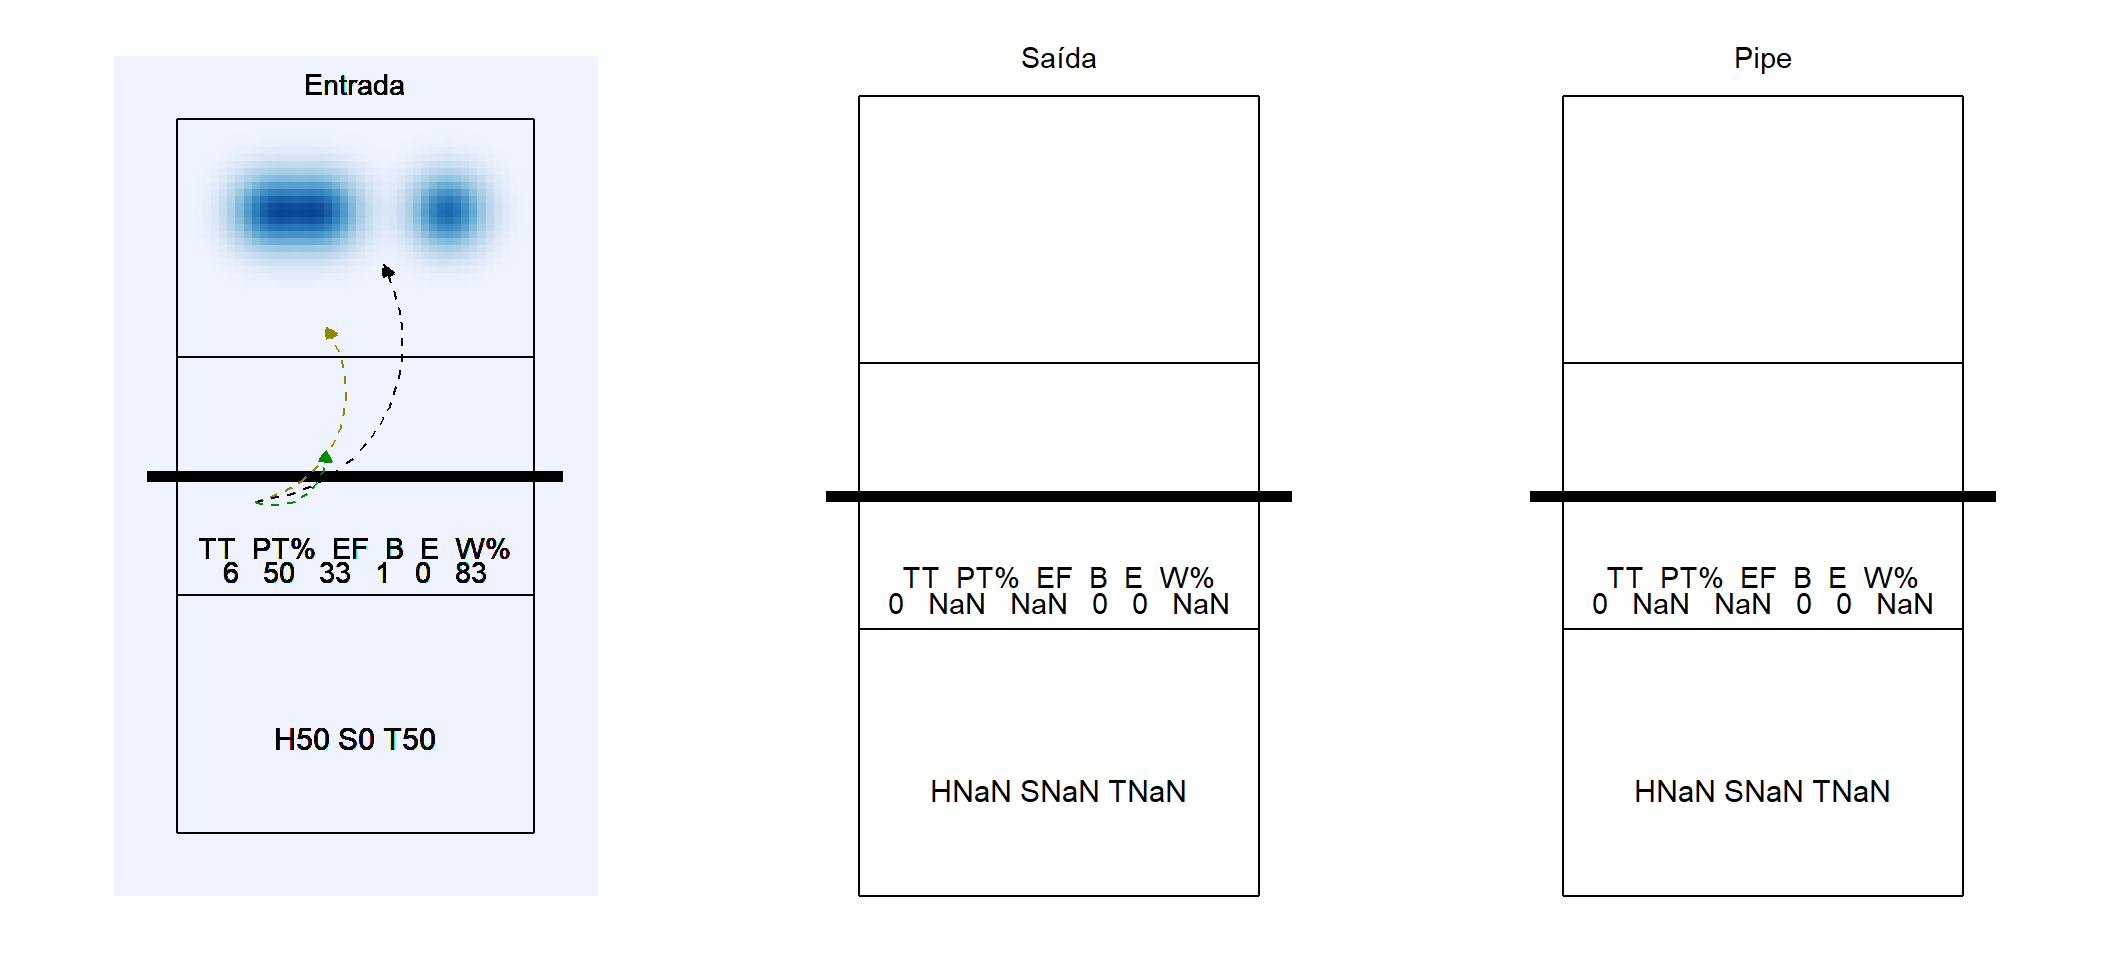 Entrada
TT PT% EF B E W%
6 50 33 1 0 83
H50 S0 T50
Saída
TT PT% EF B E W%
0 NaN NaN 0 0 NaN
HNaN SNaN TNaN
Pipe
TT PT% EF B E W%
0 NaN NaN 0 0 NaN
HNaN SNaN TNaN